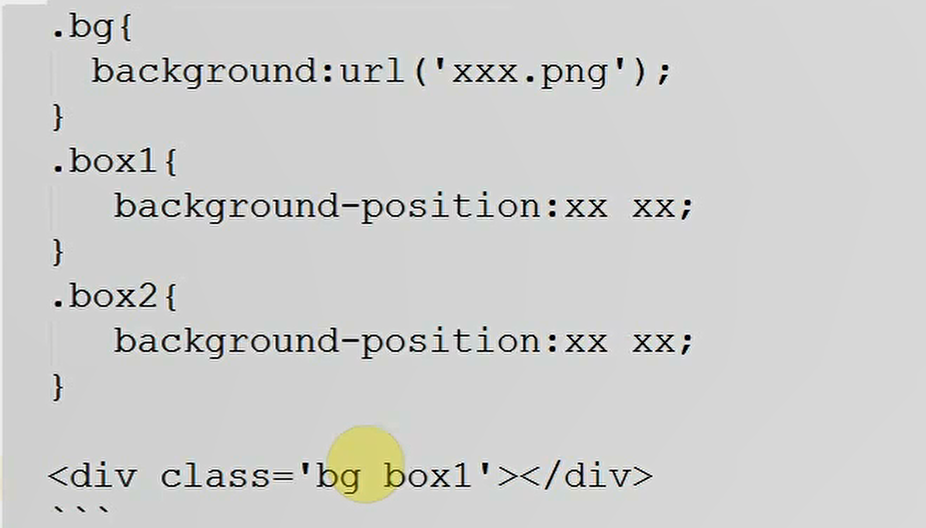 .bg{
background:url('xxx.png');
}
.box1{
background-position:xx xx;
}
.box2{
background-position:xx xx;
}
<div class='bg box1'></div>
```